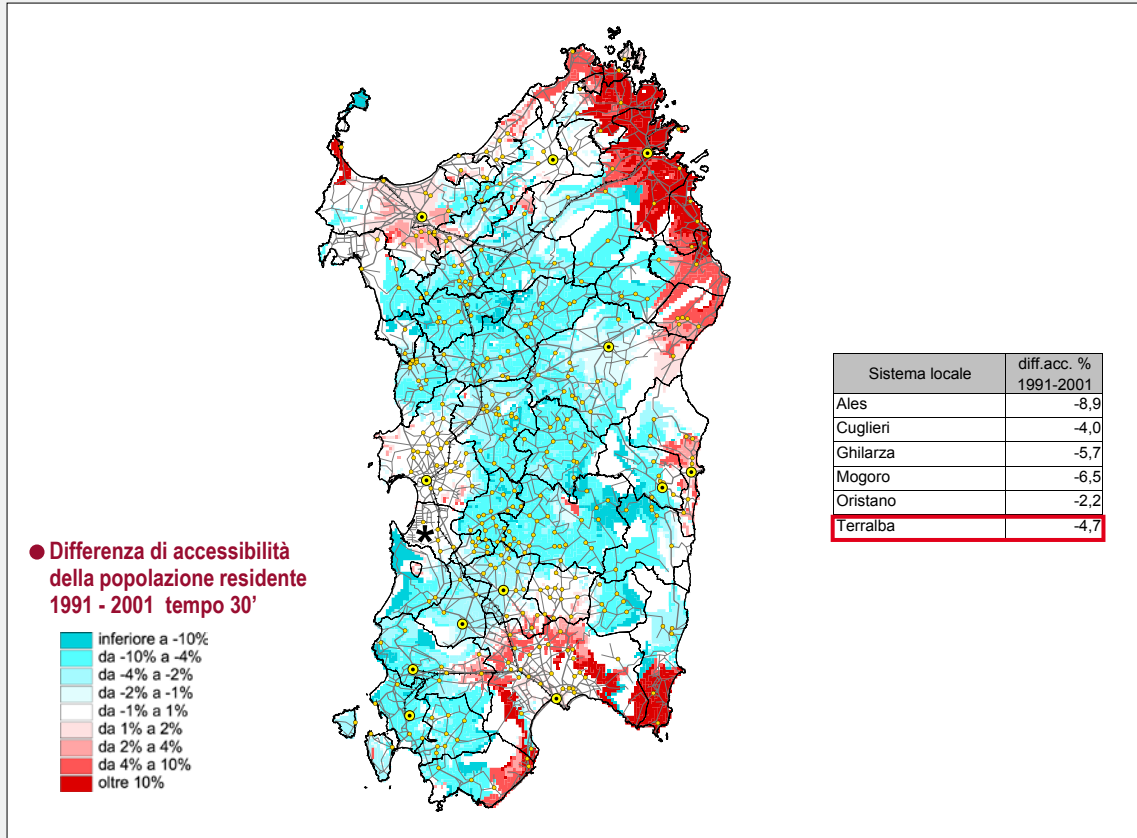 Sistema locale diff.acc. % 1991-2001
Ales -8,9
Cuglieri -4,0
Ghilarza -5,7
Mogoro -6,5
Oristano -2,2
Terralba -4,7
*
● Differenza di accessibilità
della popolazione residente
1991 - 2001 tempo 30’
inferiore a -10%
da -10% a -4%
da -4% a -2%
da -2% a -1%
da -1% a 1%
da 1% a 2%
da 2% a 4%
da 4% a 10%
oltre 10%